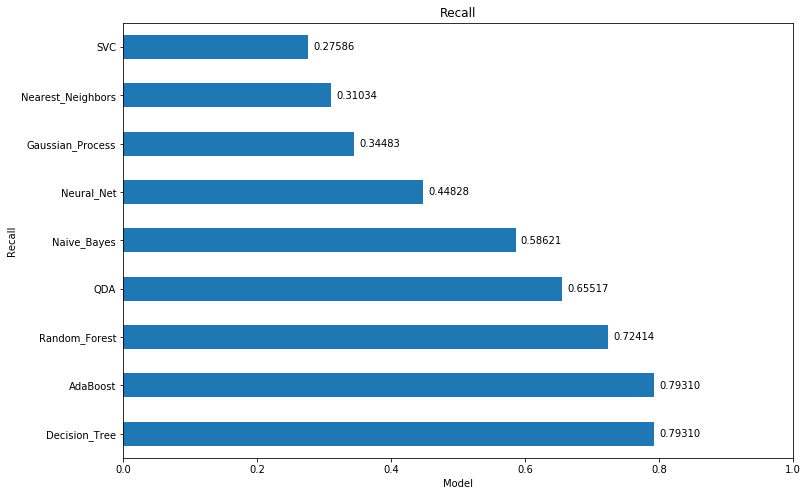 Recall
SVC 0.27586
Nearest_Neighbors 0.31034
Gaussian_Process 0.34483
Neural_Net 0.44828
Naive_Bayes 0.58621
Recall
QDA 0.65517
Random_Forest 0.72414
AdaBoost 0.79310
Decision_Tree 0.79310
0.0 0.2 0.4 0.6 0.8 1.0
Model